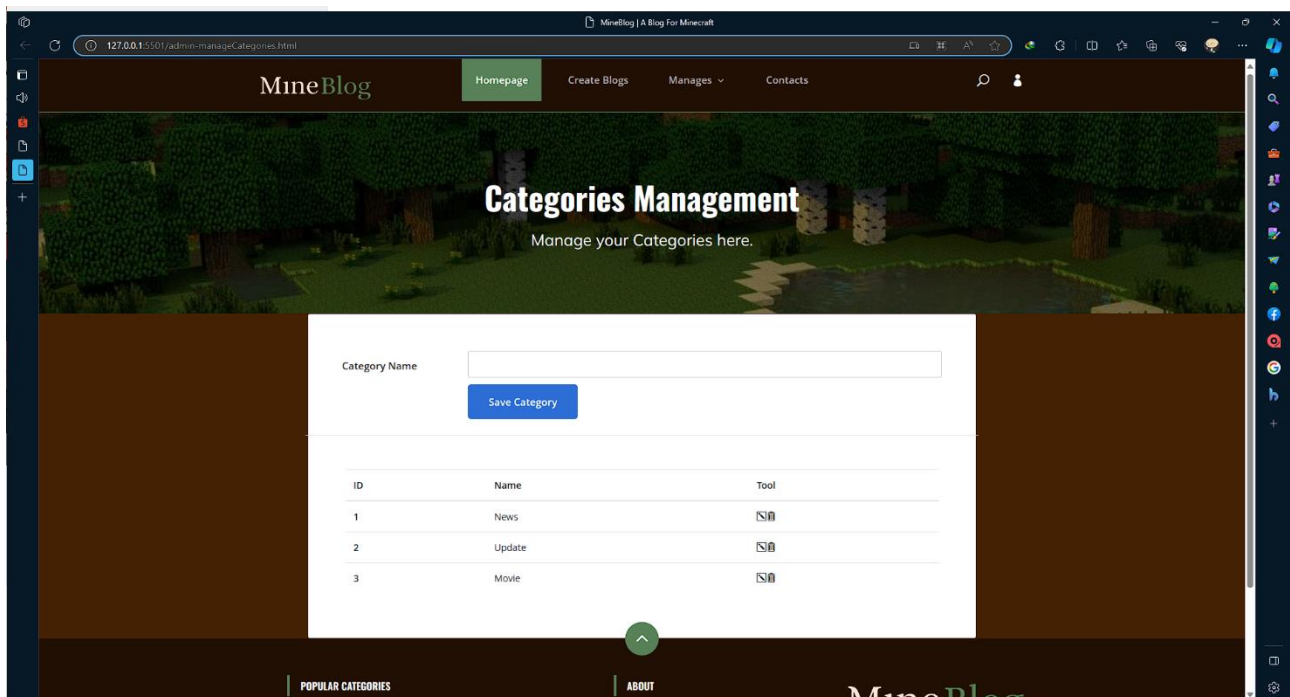 MineBlog | A Blog For Minecraft
127.0.0.1:5501/admin-manageCategories.html
MineBlog Homepage Create Blogs Manages Contacts
Categories Management
Manage your Categories here.
Category Name
Save Category
ID Name Tool
1 News
2 Update
3 Movie
POPULAR CATEGORIES ABOUT MineBlog